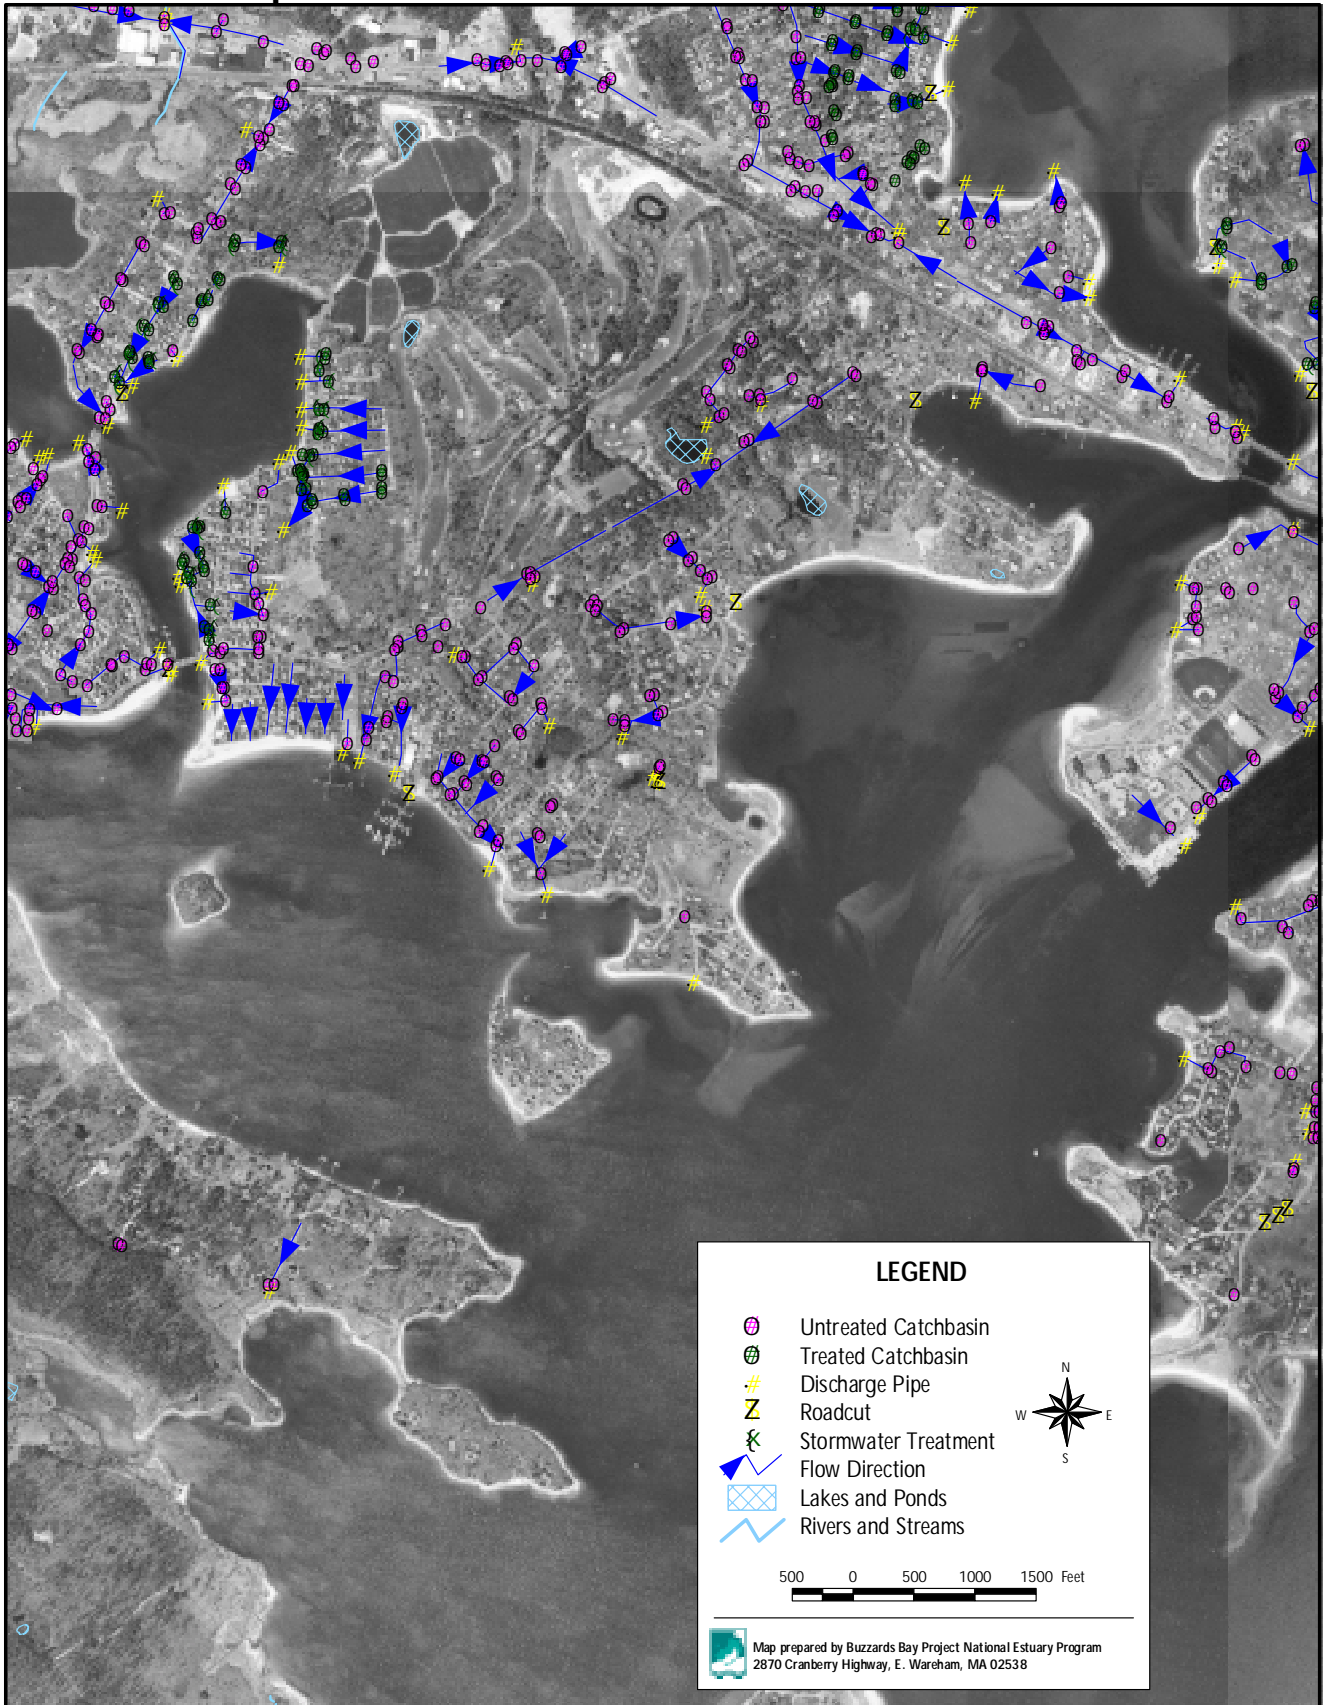 LEGEND
Untreated Catchbasin
Treated Catchbasin
Discharge Pipe
Roadcut
Stormwater Treatment
Flow Direction
Lakes and Ponds
Rivers and Streams
N
W E
S
500 0 500 1000 1500 Feet
Map prepared by Buzzards Bay Project National Estuary Program
2870 Cranberry Highway, E. Wareham, MA 02538